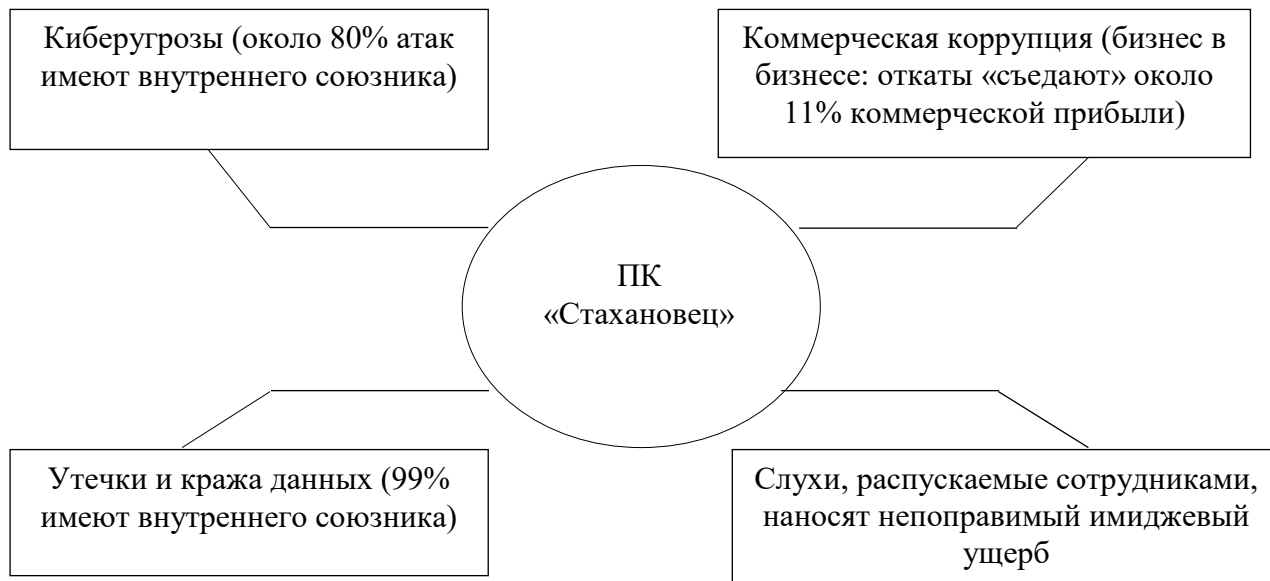 Киберугрозы (около 80% атак
имеют внутреннего союзника)
Коммерческая коррупция (бизнес в
бизнесе: откаты «съедают» около
11% коммерческой прибыли)
ПК
«Стахановец»
Утечки и кража данных (99%
имеют внутреннего союзника)
Слухи, распускаемые сотрудниками,
наносят непоправимый имиджевый
ущерб